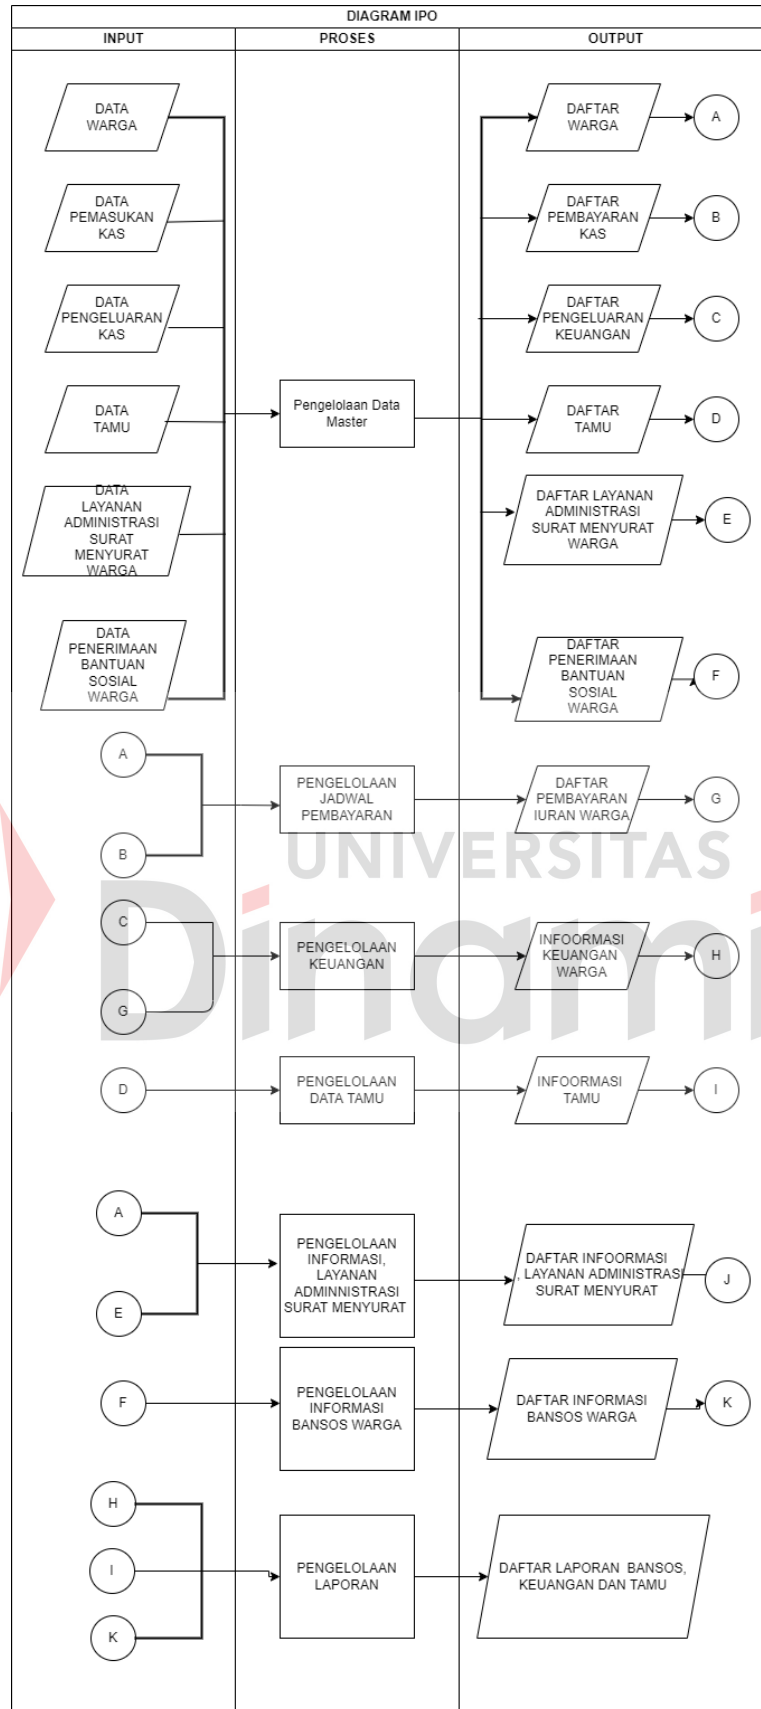 DIAGRAM IPO
INPUT
PROSES
OUTPUT
DATA
WARGA
DAFTAR
WARGA
A
DATA
PEMASUKAN
KAS
DAFTAR
PEMBAYARAN
KAS
B
DATA
PENGELUARAN
KAS
DAFTAR
PENGELUARAN
KEUANGAN
C
DATA
TAMU
Pengelolaan Data
Master
DAFTAR
TAMU
D
DATA
LAYANAN
ADMINISTRASI
SURAT
MENYURAT
WARGA
DAFTAR LAYANAN
ADMINISTRASI
SURAT MENYURAT
WARGA
E
DATA
PENERIMAAN
BANTUAN
SOSIAL
WARGA
DAFTAR
PENERIMAAN
BANTUAN
SOSIAL
WARGA
F
A
B
PENGELOLAAN
JADWAL
PEMBAYARAN
DAFTAR
PEMBAYARAN
IURAN WARGA
G
UNIVERSITAS
Dinami
C
G
PENGELOLAAN
KEUANGAN
INFOORMASI
KEUANGAN
WARGA
H
D
PENGELOLAAN
DATA TAMU
INFOORMASI
TAMU
I
A
E
PENGELOLAAN
INFORMASI,
LAYANAN
ADMINNISTRASI
SURAT MENYURAT
DAFTAR INFOORMASI
, LAYANAN ADMINISTRASI
SURAT MENYURAT
J
F
PENGELOLAAN
INFORMASI
BANSOS WARGA
DAFTAR INFORMASI
BANSOS WARGA
K
H
I
K
PENGELOLAAN
LAPORAN
DAFTAR LAPORAN BANSOS,
KEUANGAN DAN TAMU